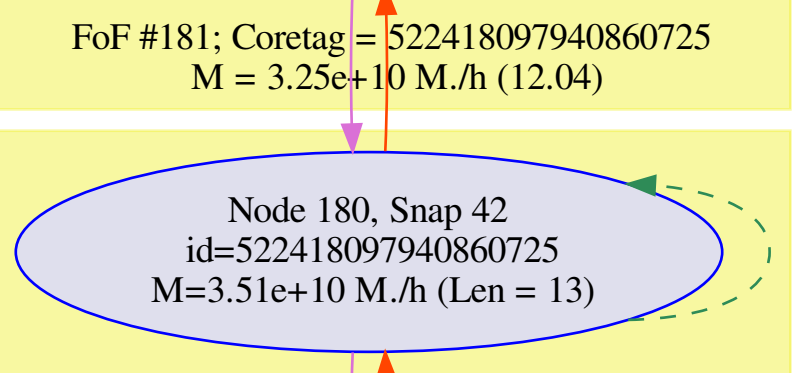 FoF #181; Coretag = 522418097940860725
M = 3.25e+10 M./h (12.04)
Node 180, Snap 42
id=522418097940860725
M=3.51e+10 M./h (Len = 13)